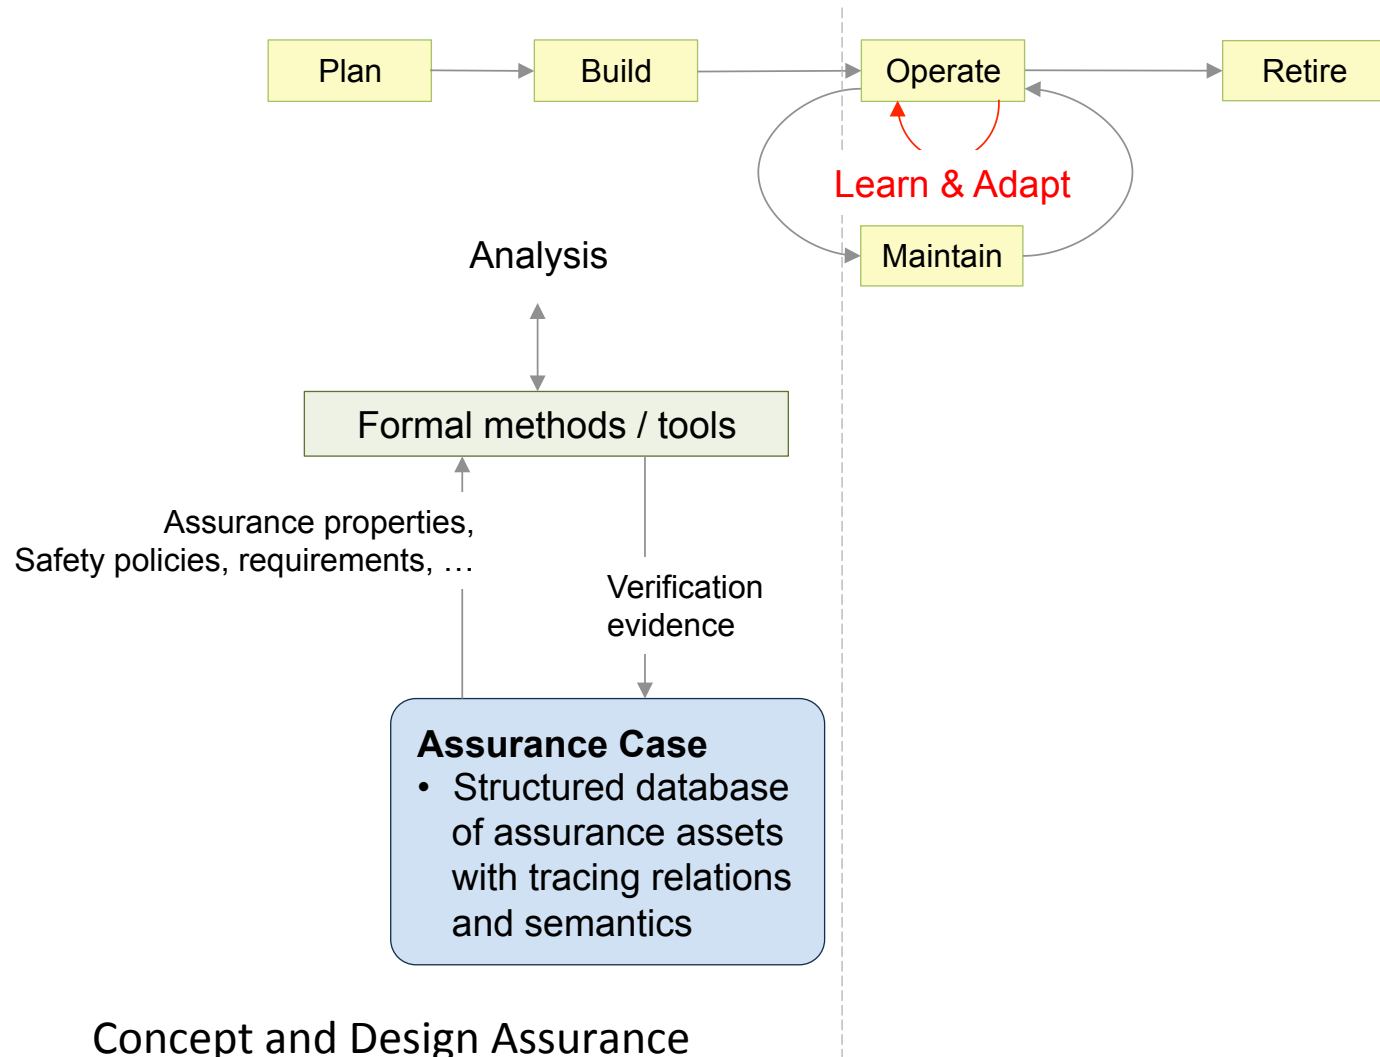 Plan
Build
Operate
Retire
Learn & Adapt
Maintain
Analysis
Formal methods / tools
Assurance properties,
Safety policies, requirements, …
Verification
evidence
Assurance Case
• Structured database
of assurance assets
with tracing relations
and semantics
Concept and Design Assurance